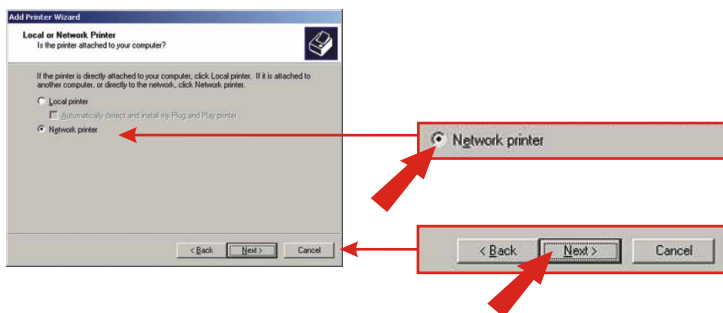 Add Printer Wizard
Local or Network Printer
Is the printer attached to your computer?
If the printer is directly attached to your computer, click Local printer. If it is attached to
another computer, or directly to the network, click Network printer.
Local printer
Automatically detect and install my Plug and Play printer
Network printer
< Back Next > Cancel
Network printer
< Back Next > Cancel